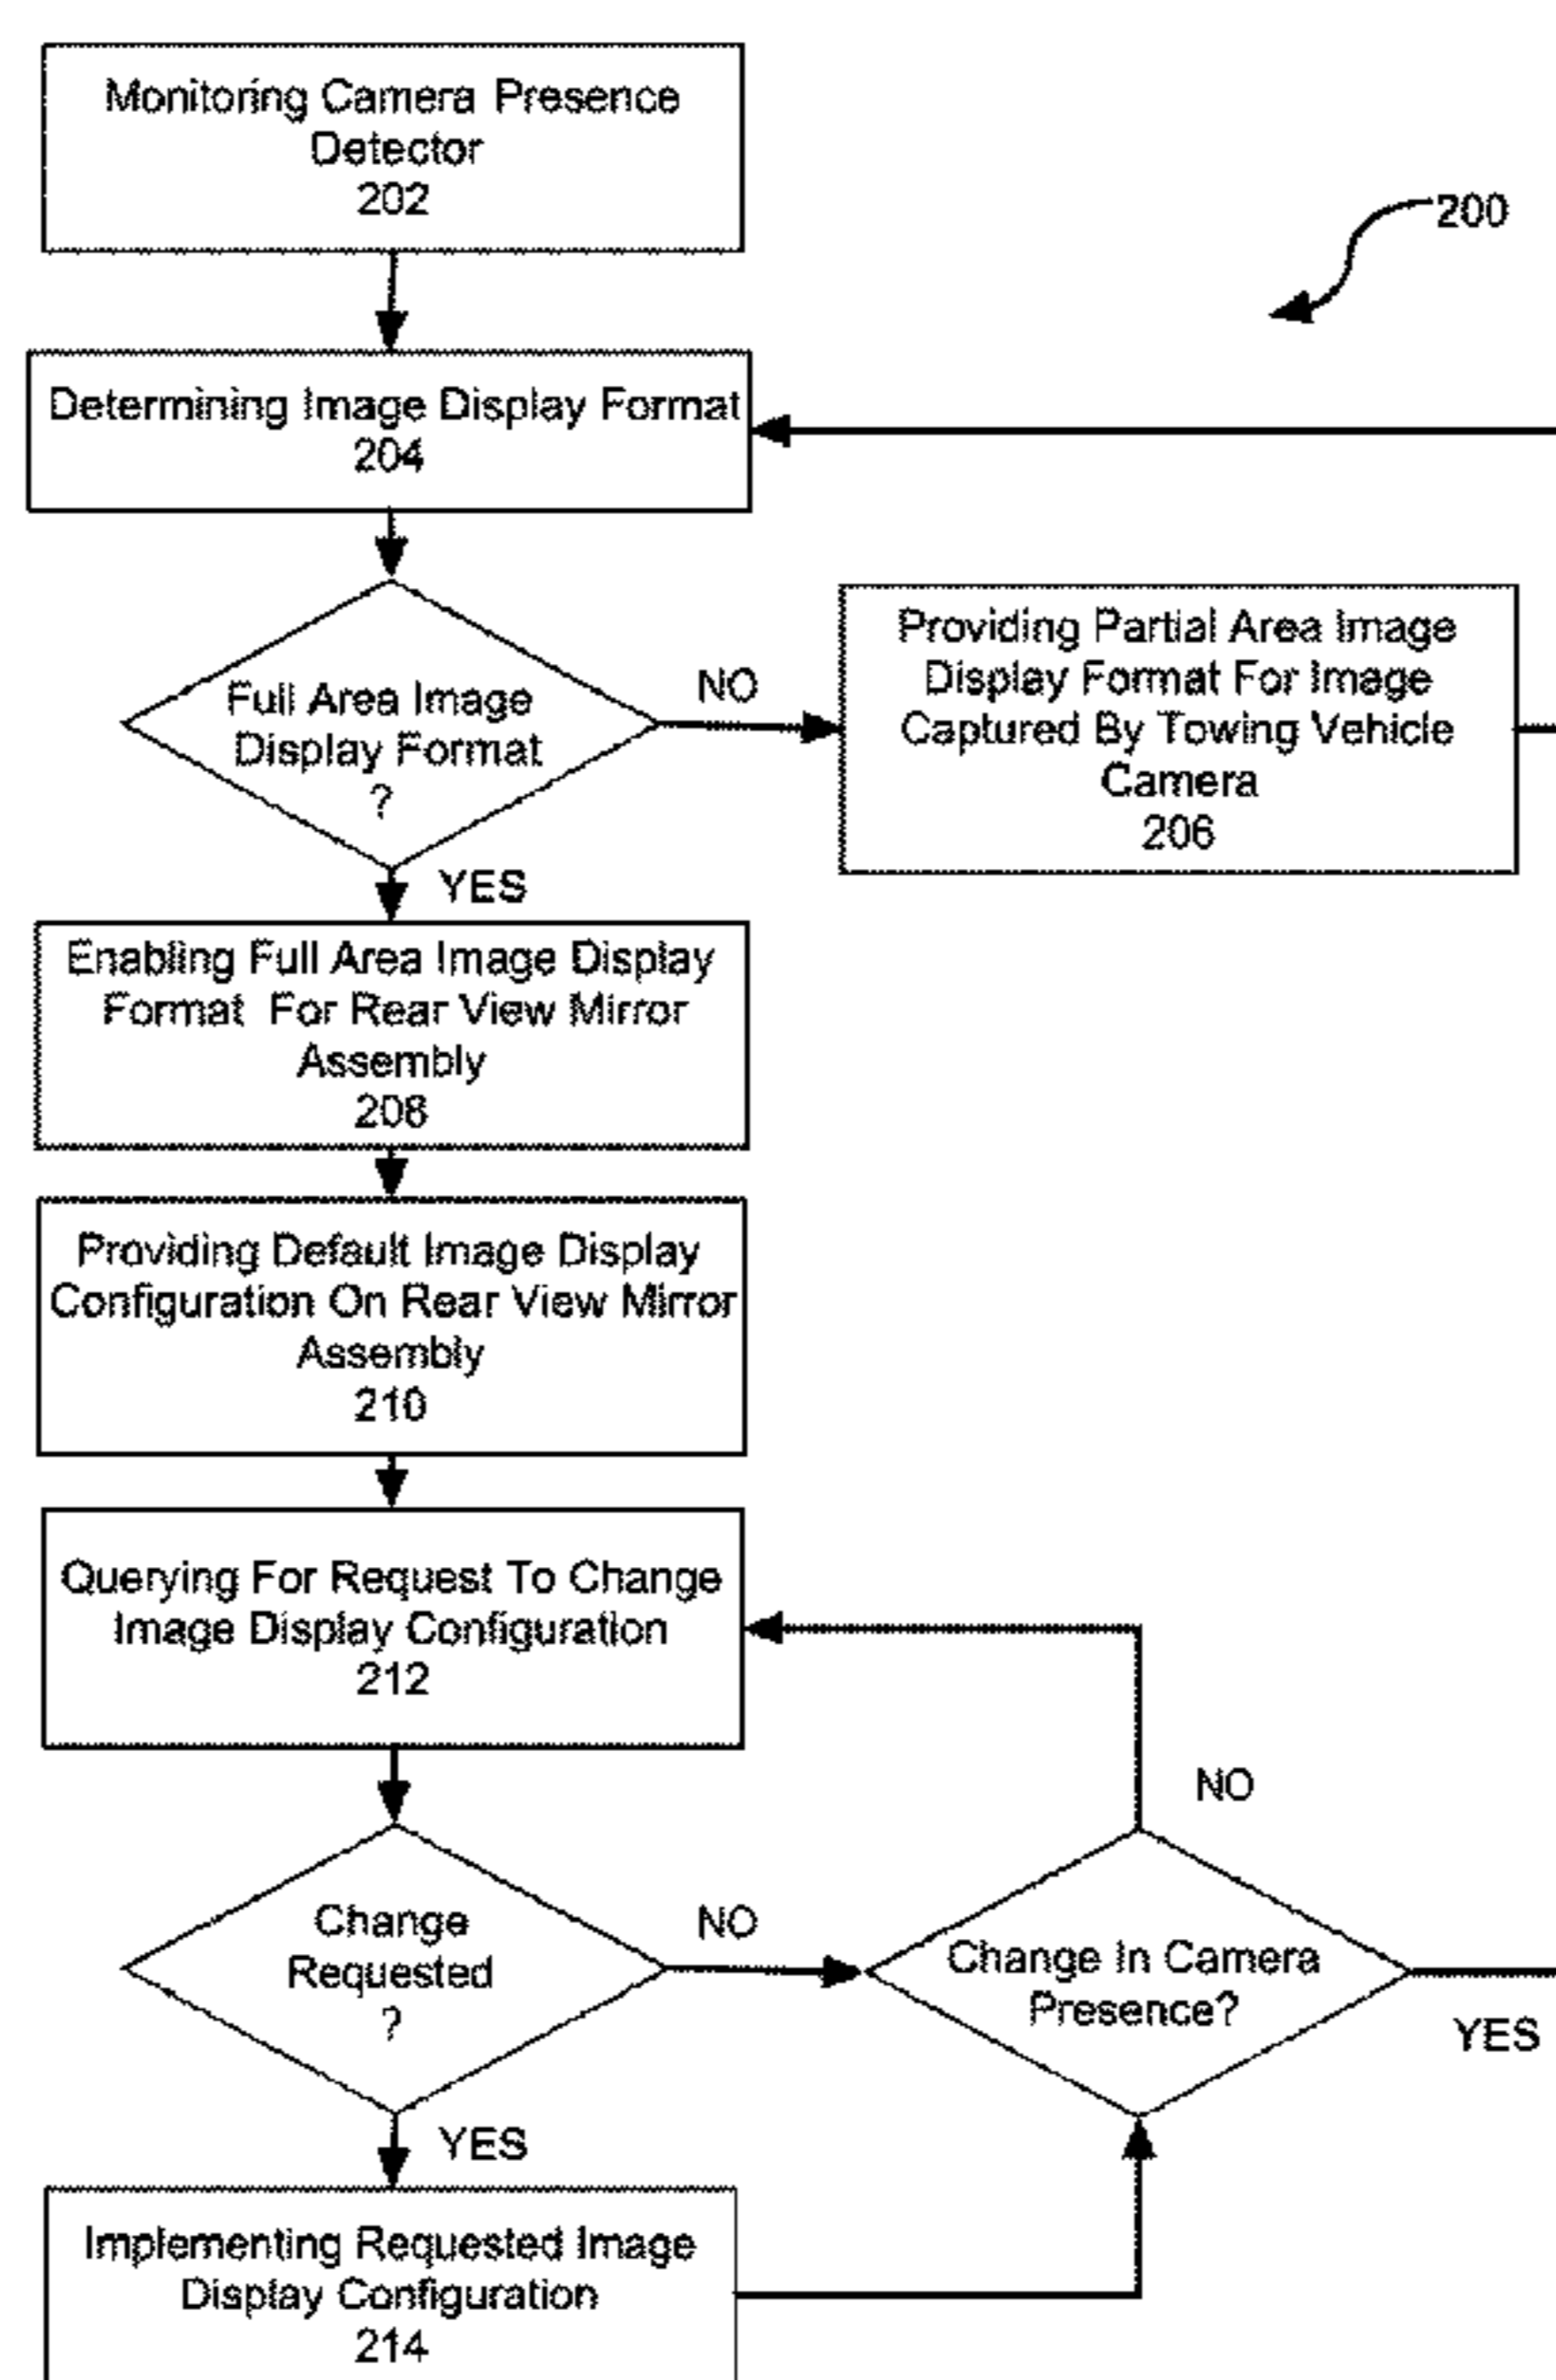 Monitoring Camera Presence
Detector
202
200
Determining Image Display Format
204
Full Area Image
Display Format
?
NO
Providing Partial Area Image
Display Format For Image
Captured By Towing Vehicle
Camera
206
YES
Enabling Full Area Image Display
Format For Rear View Mirror
Assembly
208
Providing Default Image Display
Configuration On Rear View Mirror
Assembly
210
Querying For Request To Change
Image Display Configuration
212
NO
Change
Requested
?
NO
Change In Camera
Presence?
YES
YES
Implementing Requested Image
Display Configuration
214